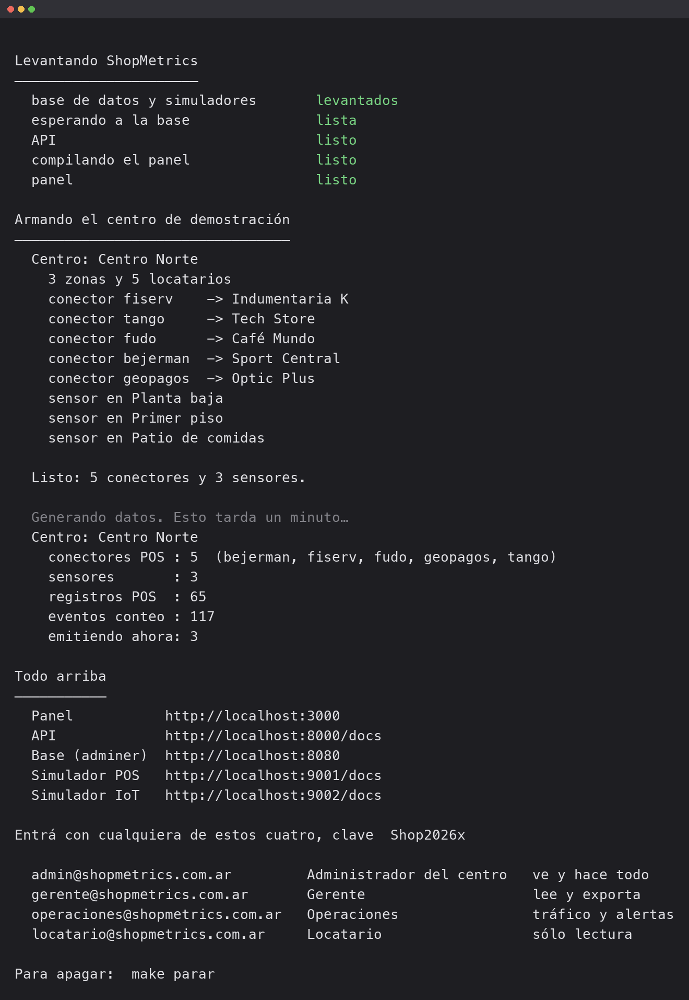 Levantando ShopMetrics
──────────────────────
  base de datos y simuladores       levantados
  esperando a la base               lista
  API                               listo
  compilando el panel               listo
  panel                             listo
Armando el centro de demostración
─────────────────────────────────
  Centro: Centro Norte
    3 zonas y 5 locatarios
    conector fiserv    —> Indumentaria K
    conector tango     —> Tech Store
    conector fudo      —> Café Mundo
    conector bejerman  —> Sport Central
    conector geopagos  —> Optic Plus
    sensor en Planta baja
    sensor en Primer piso
    sensor en Patio de comidas
  Listo: 5 conectores y 3 sensores.
  Generando datos. Esto tarda un minuto…
  Centro: Centro Norte
    conectores POS : 5  (bejerman, fiserv, fudo, geopagos, tango)
    sensores       : 3
    registros POS  : 65
    eventos conteo : 117
    emitiendo ahora: 3
Todo arriba
───────────
  Panel           http://localhost:3000
  API             http://localhost:8000/docs
  Base (adminer)  http://localhost:8080
  Simulador POS   http://localhost:9001/docs
  Simulador IoT   http://localhost:9002/docs
Entrá con cualquiera de estos cuatro, clave  Shop2026x
  admin@shopmetrics.com.ar         Administrador del centro   ve y hace todo
  gerente@shopmetrics.com.ar       Gerente                    lee y exporta
  operaciones@shopmetrics.com.ar   Operaciones                tráfico y alertas
  locatario@shopmetrics.com.ar     Locatario                  sólo lectura
Para apagar:  make parar